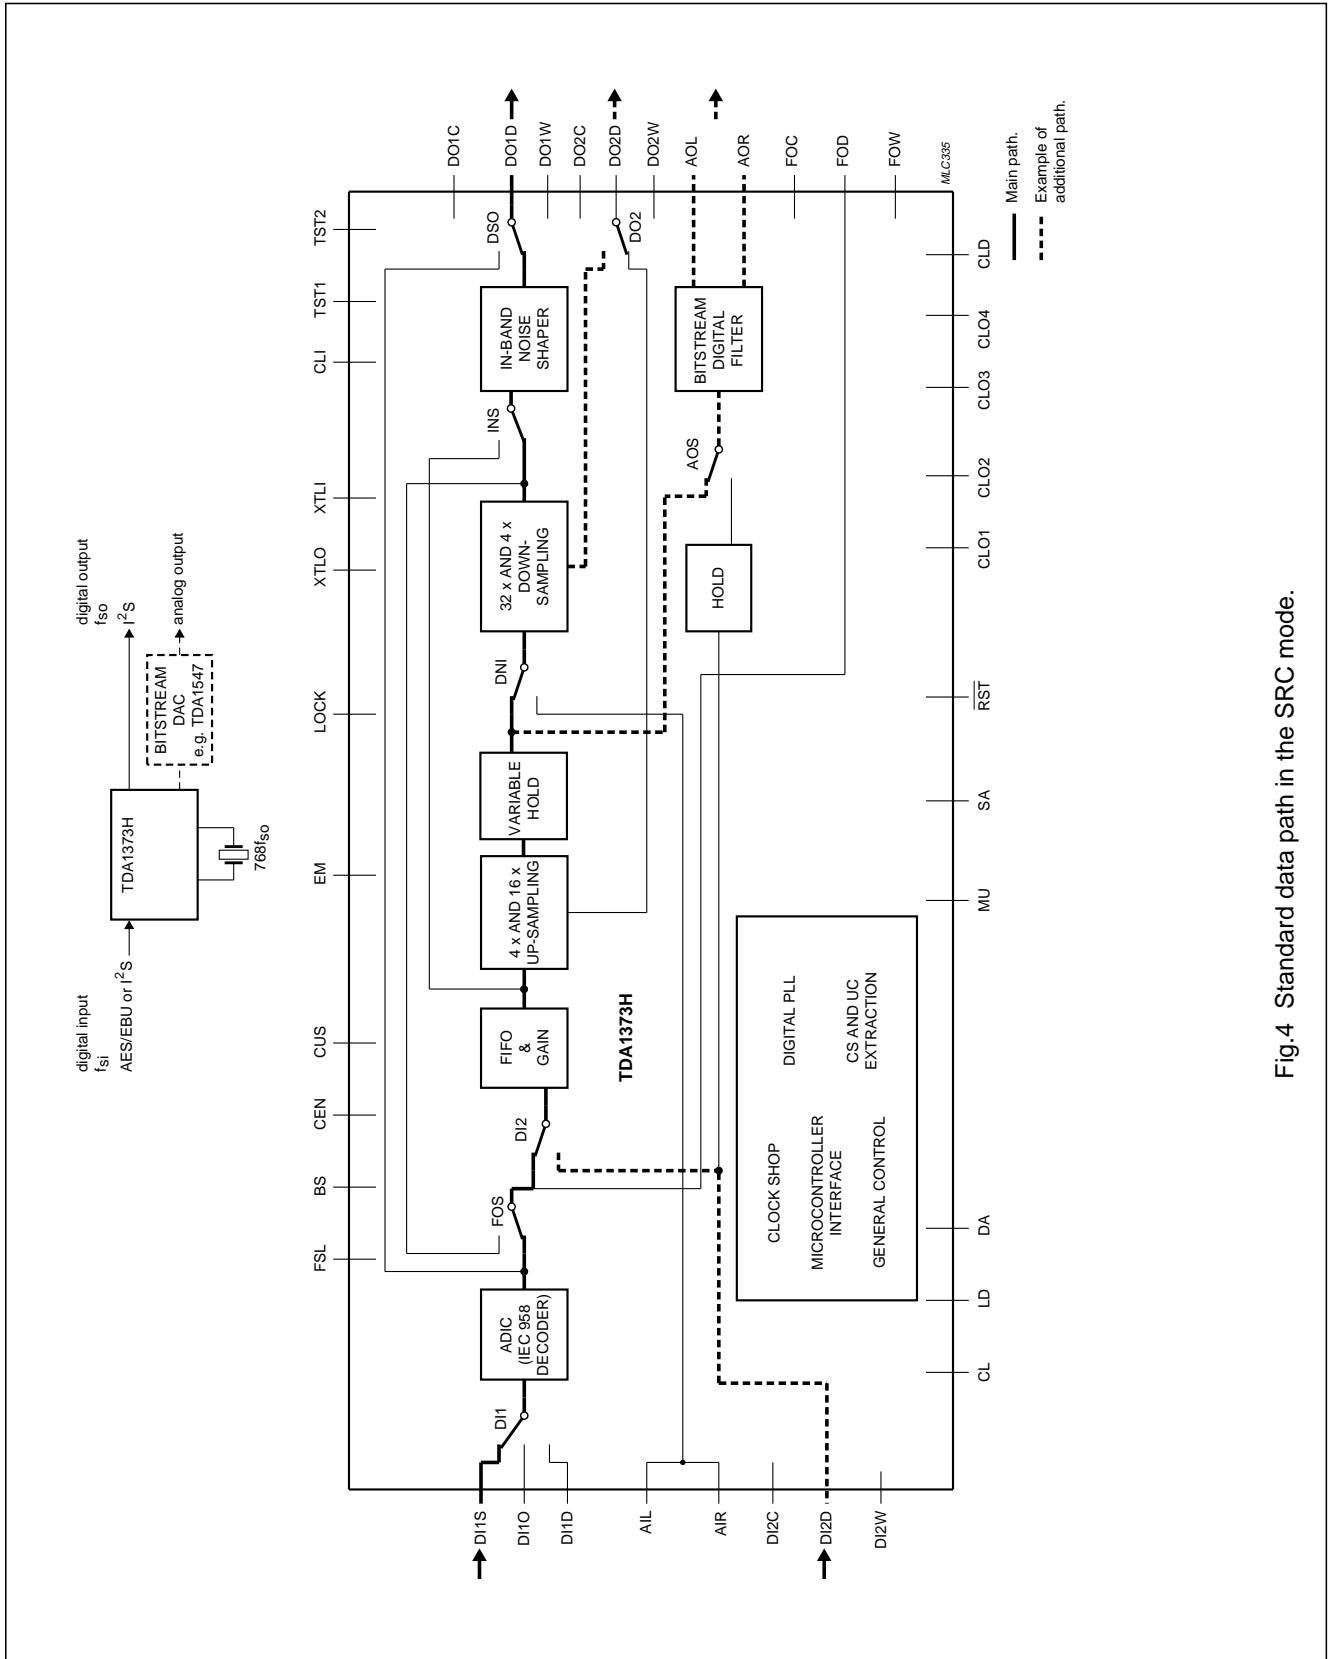 digital input
fsi
AES/EBU or I2S
TDA1373H
768fso
BITSTREAM
DAC
e.g. TDA1547
digital output
fso
I2S
analog output
FSL
BS
CEN
CUS
EM
LOCK
XTLO
XTLI
CLI
TST1
TST2
DI1S
DI1O
DI1D
AIL
AIR
DI2C
DI2D
DI2W
DI1
ADIC
(IEC 958
DECODER)
FOS
DI2
FIFO
&
GAIN
4 x AND 16 x
UP-SAMPLING
VARIABLE
HOLD
DNI
32 x AND 4 x
DOWN-
SAMPLING
INS
IN-BAND
NOISE
SHAPER
DSO
DO2
TDA1373H
HOLD
AOS
BITSTREAM
DIGITAL
FILTER
CLOCK SHOP
DIGITAL PLL
MICROCONTROLLER
INTERFACE
CS AND UC
EXTRACTION
GENERAL CONTROL
DO1C
DO1D
DO1W
DO2C
DO2D
DO2W
AOL
AOR
FOC
FOD
FOW
CL
LD
DA
MU
SA
RST
CLO1
CLO2
CLO3
CLO4
CLD
MLC335
Main path.
Example of
additional path.
Fig.4 Standard data path in the SRC mode.